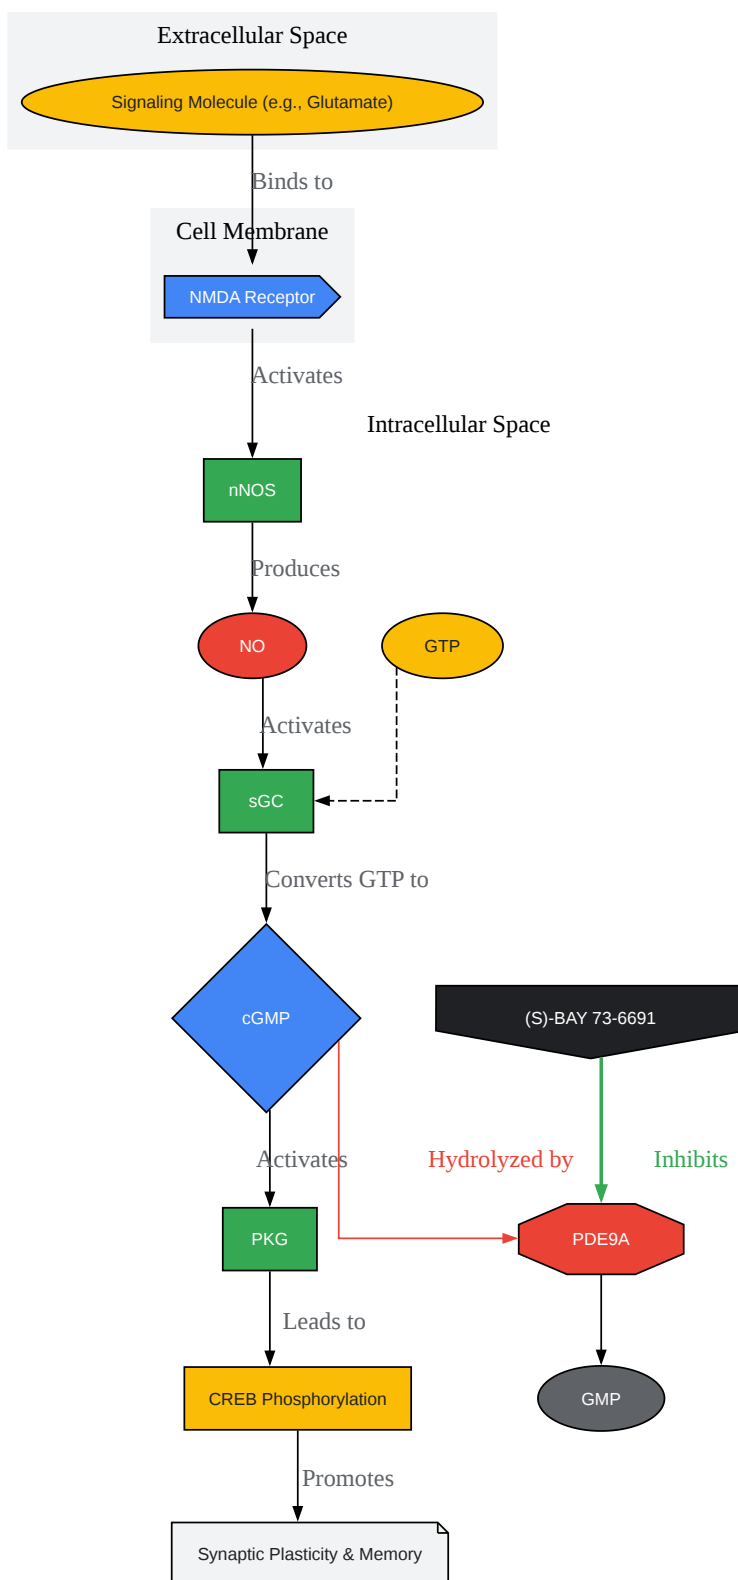 Extracellular Space
Signaling Molecule (e.g., Glutamate)
Binds to
Cell Membrane
NMDA Receptor
Activates
Intracellular Space
nNOS
Produces
NO
GTP
Activates
sGC
Converts GTP to
cGMP
(S)-BAY 73-6691
Activates
Hydrolyzed by
Inhibits
PKG
PDE9A
Leads to
CREB Phosphorylation
GMP
Promotes
Synaptic Plasticity & Memory